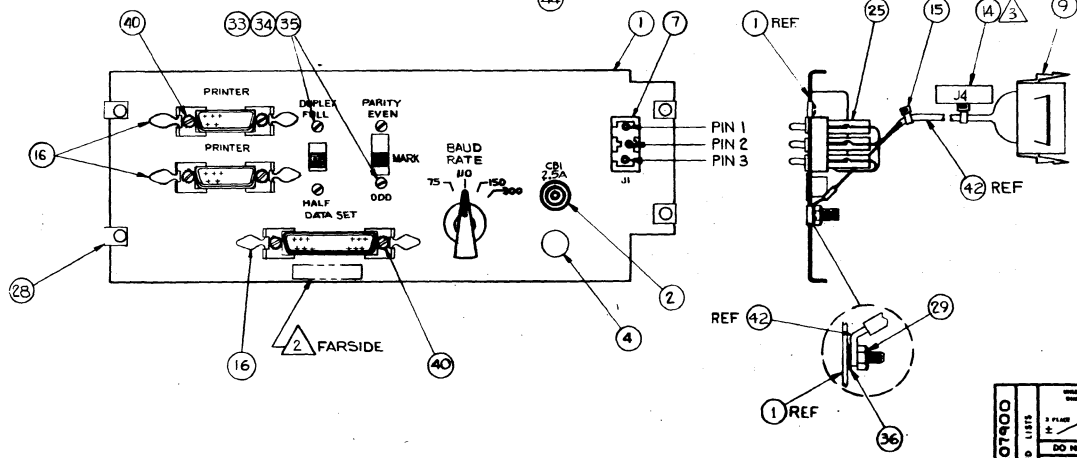 44
40
33 34 35
1
7
1 REF
25
15
14
3
9
PRINTER
DUPLEX
FULL
PARITY
EVEN
J4
PIN 1
PIN 2
PIN 3
PRINTER
MARK
BAUD
RATE
110
75
150
300
CB1
2.5A
J1
16
HALF
ODD
42 REF
DATA SET
28
2
REF 42
29
2 FARSIDE
4
16
40
1 REF
36
07900
LISTS
± 
DO N